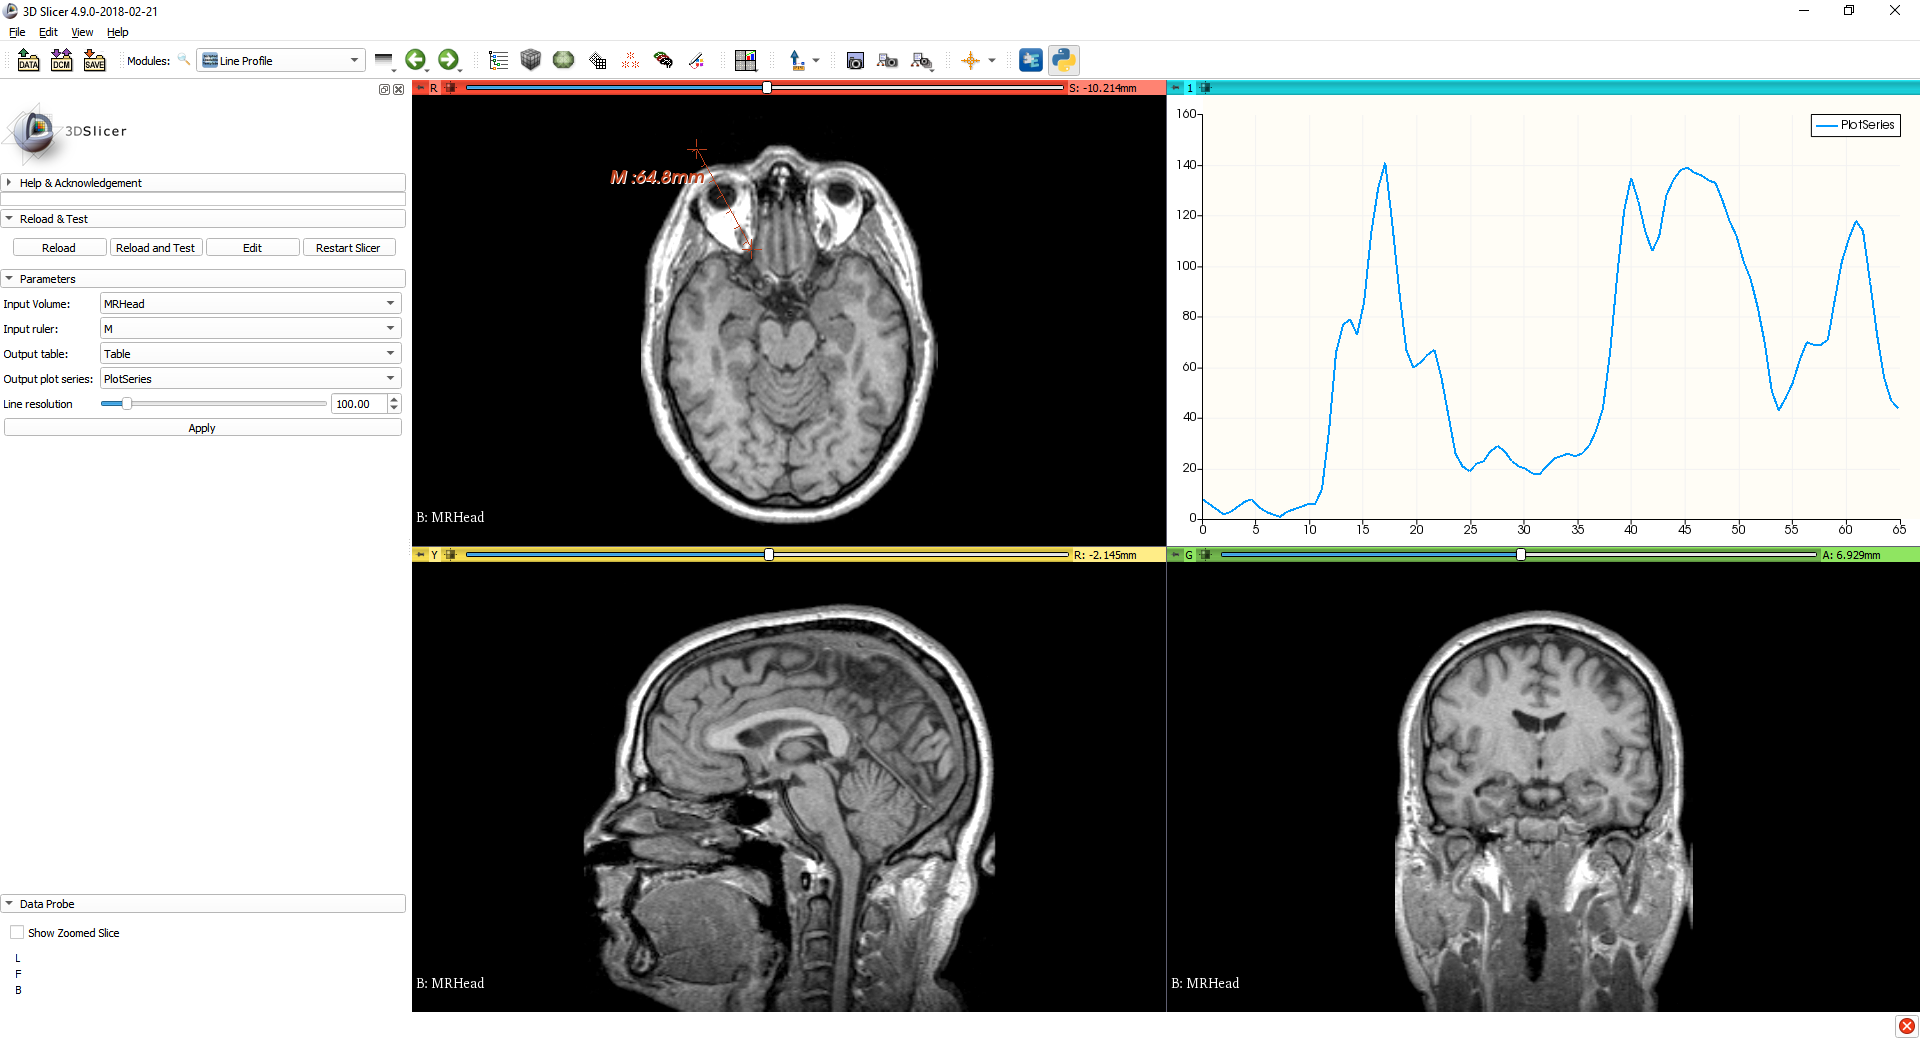 3D Slicer 4.9.0-2018-02-21
File Edit View Help
DATA DCM SAVE Modules: Line Profile
3DSlicer
Help & Acknowledgement
Reload & Test
Reload Reload and Test Edit Restart Slicer
Parameters
Input Volume: MRHead
Input ruler: M
Output table: Table
Output plot series: PlotSeries
Line resolution 100.00
Apply
Data Probe
Show Zoomed Slice
L
F
B
R S: -10.214mm
M :64.8mm
B: MRHead
1
PlotSeries
160
140
120
100
80
60
40
20
0
0 5 10 15 20 25 30 35 40 45 50 55 60 65
Y R: -2.145mm
B: MRHead
G A: 6.929mm
B: MRHead